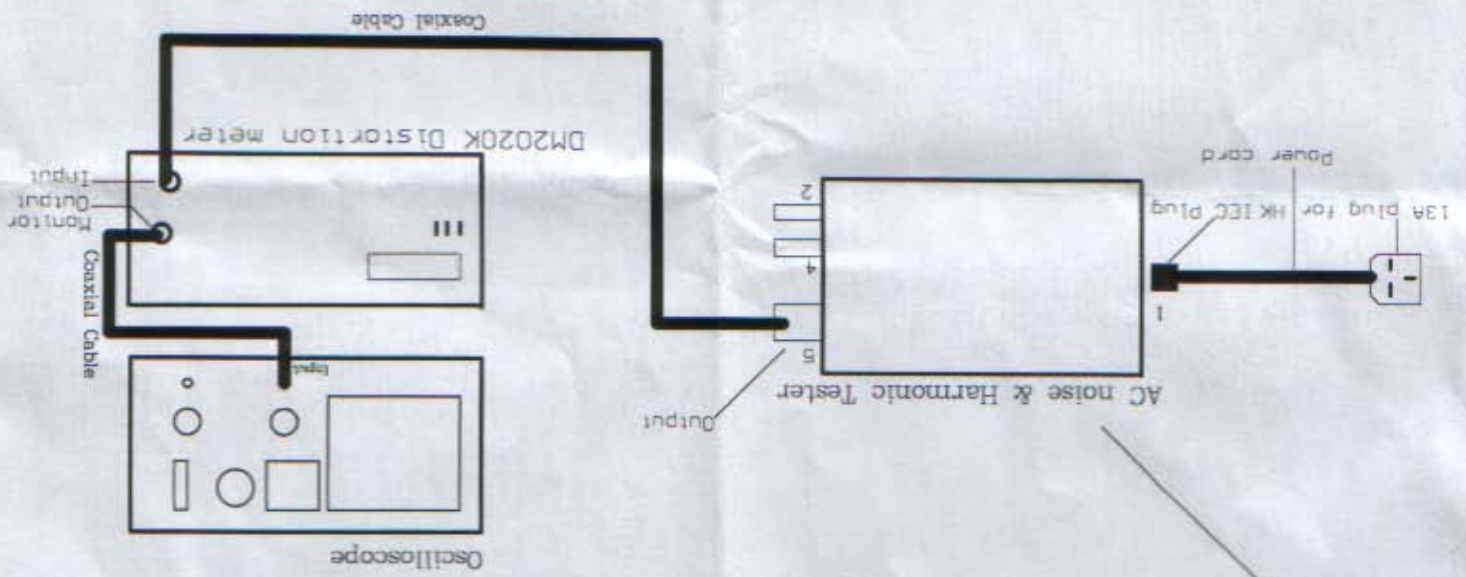 Oscilloscope
Input
Coaxial Cable
Monitor
Output
Input
DM2020K Distortion meter
Coaxial Cable
AC noise & Harmonic Tester
Output
5
4
2
1
13A plug for HK
IEC Plug
Power cord